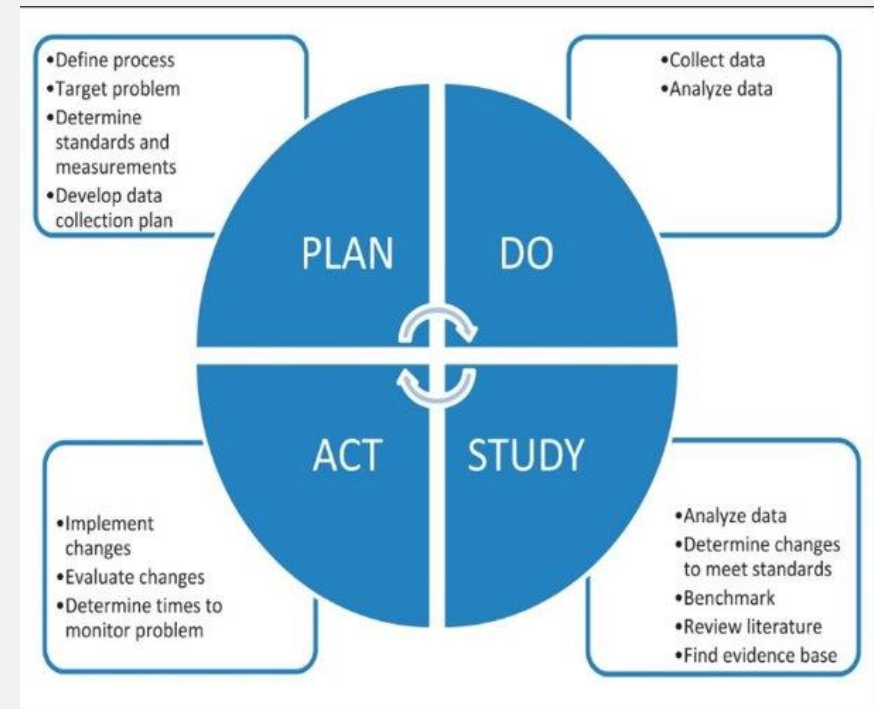 •Define process
•Target problem
•Determine
standards and
measurements
•Develop data
collection plan
•Collect data
•Analyze data
PLAN
DO
ACT
STUDY
•Implement
changes
•Evaluate changes
•Determine times to
monitor problem
•Analyze data
•Determine changes
to meet standards
•Benchmark
•Review literature
•Find evidence base